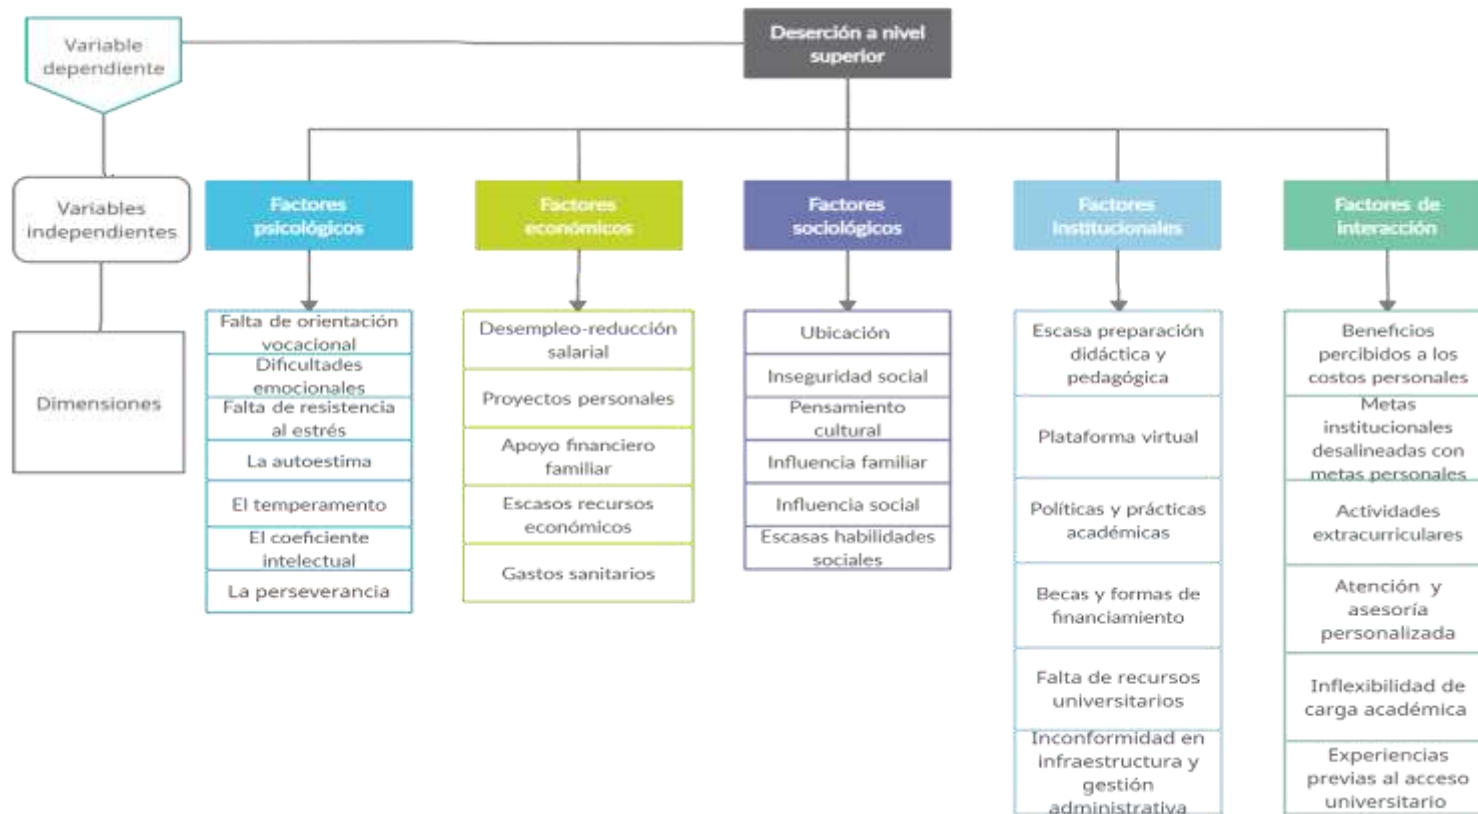 Variable
dependiente
Deserción a nivel
superior
Variables
independientes
Factores
psicológicos
Factores
económicos
Factores
sociológicos
Factores
institucionales
Factores de
interacción
Dimensiones
Falta de orientación
vocacional
Dificultades
emocionales
Falta de resistencia
al estrés
La autoestima
El temperamento
El coeficiente
intelectual
La perseverancia
Desempleo-reducción
salarial
Proyectos personales
Apoyo financiero
familiar
Escasos recursos
económicos
Gastos sanitarios
Ubicación
Inseguridad social
Pensamiento
cultural
Influencia familiar
Influencia social
Escasas habilidades
sociales
Escasa preparación
didáctica y
pedagógica
Plataforma virtual
Políticas y prácticas
académicas
Becas y formas de
financiamiento
Falta de recursos
universitarios
Inconformidad en
infraestructura y
gestión
administrativa
Beneficios
percibidos a los
costos personales
Metas
institucionales
desalineadas con
metas personales
Actividades
extracurriculares
Atención y
asesoría
personalizada
Inflexibilidad de
carga académica
Experiencias
previas al acceso
universitario